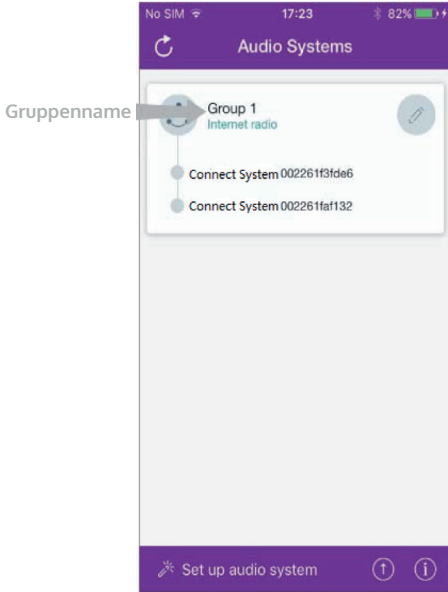 No SIM 17:23 82%
Audio Systems
Gruppenname
Group 1
Internet radio
Connect System 002261f3fde6
Connect System 002261faf132
Set up audio system